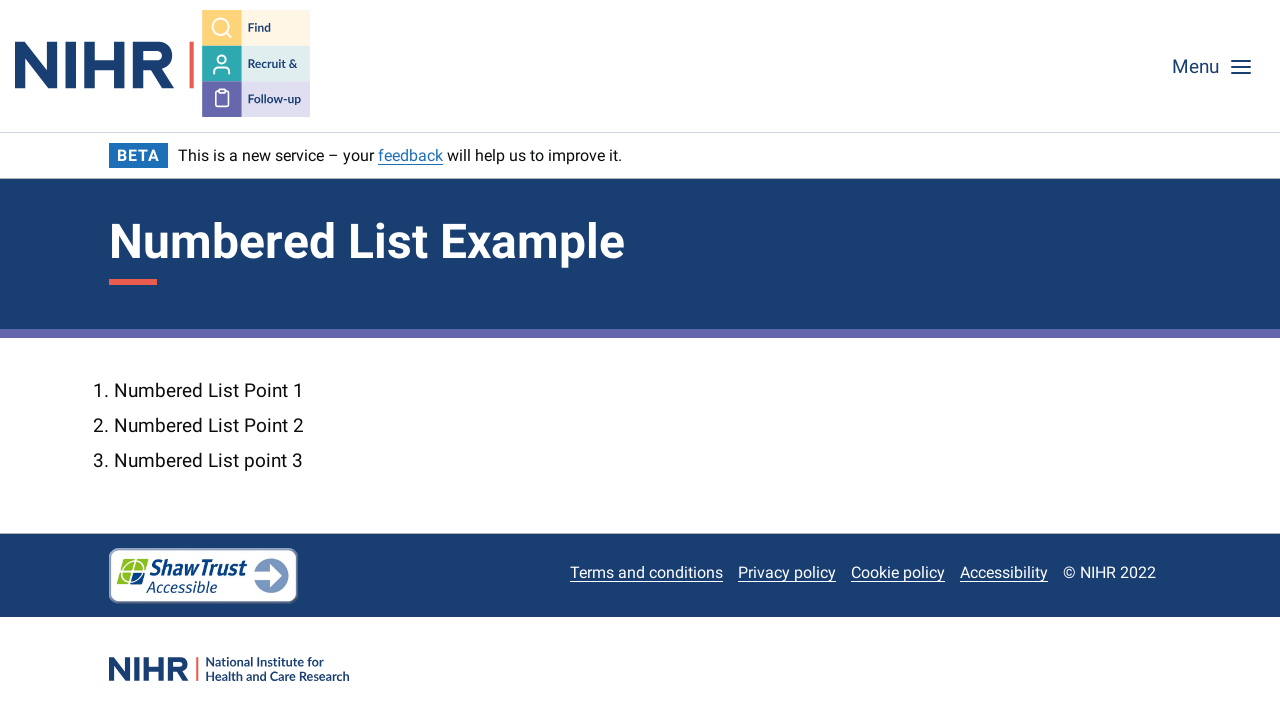 NIHR
Find
Recruit &
Follow-up
Menu
BETA This is a new service – your feedback will help us to improve it.
Numbered List Example
1. Numbered List Point 1
2. Numbered List Point 2
3. Numbered List point 3
ShawTrust
Accessible
Terms and conditions Privacy policy Cookie policy Accessibility © NIHR 2022
NIHR National Institute for
Health and Care Research